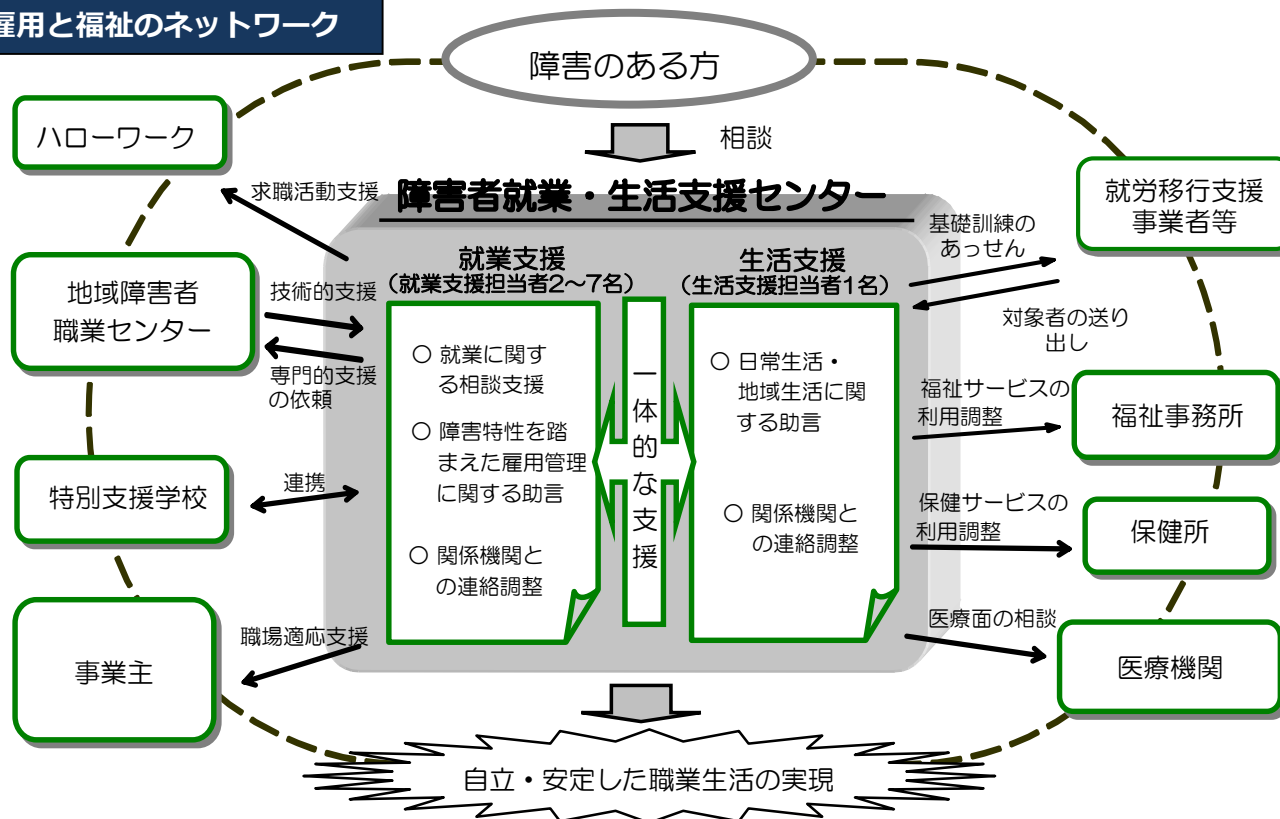 雇用と福祉のネットワーク
障害のある方
相談
障害者就業・生活支援センター
ハローワーク
求職活動支援
地域障害者
職業センター
技術的支援
専門的支援
の依頼
特別支援学校
連携
事業主
職場適応支援
就業支援
(就業支援担当者2~7名)
○ 就業に関す
る相談支援
○ 障害特性を踏
まえた雇用管理
に関する助言
○ 関係機関と
の連絡調整
一体的な支援
生活支援
(生活支援担当者1名)
○ 日常生活・
地域生活に関
する助言
○ 関係機関と
の連絡調整
基礎訓練の
あっせん
就労移行支援
事業者等
対象者の送り
出し
福祉サービスの
利用調整
福祉事務所
保健サービスの
利用調整
保健所
医療面の相談
医療機関
自立・安定した職業生活の実現